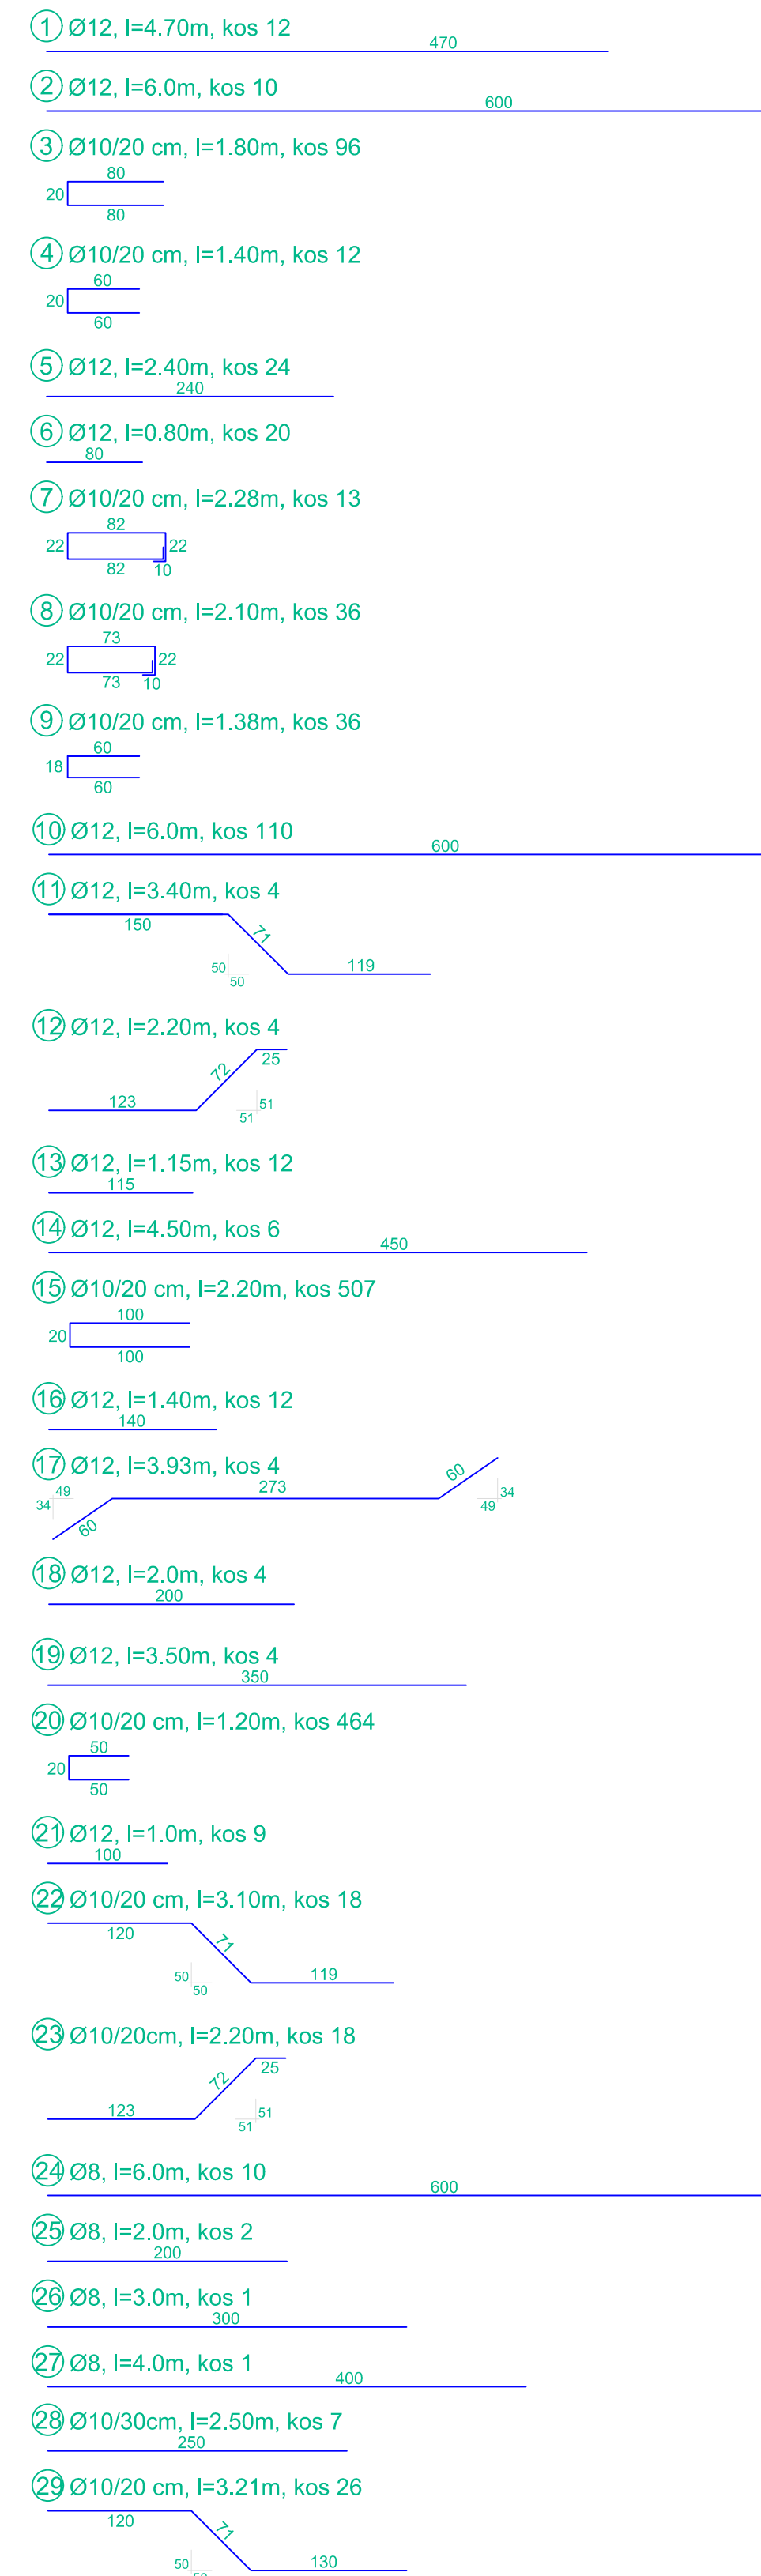 1 Ø12, l=4.70m, kos 12
470
2 Ø12, l=6.0m, kos 10
600
3 Ø10/20 cm, l=1.80m, kos 96
80
20
80
4 Ø10/20 cm, l=1.40m, kos 12
60
20
60
5 Ø12, l=2.40m, kos 24
240
6 Ø12, l=0.80m, kos 20
80
7 Ø10/20 cm, l=2.28m, kos 13
82
22 22
82 10
8 Ø10/20 cm, l=2.10m, kos 36
73
22 22
73 10
9 Ø10/20 cm, l=1.38m, kos 36
60
18
60
10 Ø12, l=6.0m, kos 110
600
11 Ø12, l=3.40m, kos 4
150 71
50 119
50
12 Ø12, l=2.20m, kos 4
72 25
123 51
51
13 Ø12, l=1.15m, kos 12
115
14 Ø12, l=4.50m, kos 6
450
15 Ø10/20 cm, l=2.20m, kos 507
100
20
100
16 Ø12, l=1.40m, kos 12
140
17 Ø12, l=3.93m, kos 4
49 273 60
34 34
60 49
18 Ø12, l=2.0m, kos 4
200
19 Ø12, l=3.50m, kos 4
350
20 Ø10/20 cm, l=1.20m, kos 464
50
20
50
21 Ø12, l=1.0m, kos 9
100
22 Ø10/20 cm, l=3.10m, kos 18
120 71
50 119
50
23 Ø10/20cm, l=2.20m, kos 18
72 25
123 51
51
24 Ø8, l=6.0m, kos 10
600
25 Ø8, l=2.0m, kos 2
200
26 Ø8, l=3.0m, kos 1
300
27 Ø8, l=4.0m, kos 1
400
28 Ø10/30cm, l=2.50m, kos 7
250
29 Ø10/20 cm, l=3.21m, kos 26
120 71
50 130